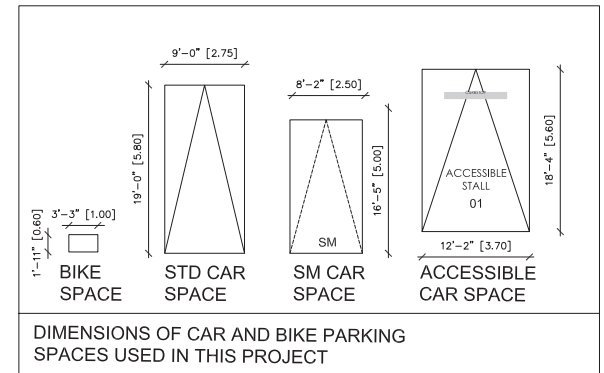 9'-0" [2.75]
8'-2" [2.50]
19'-0" [5.80]
16'-5" [5.00]
18'-4" [5.60]
ACCESSIBLE
STALL
01
3'-3" [1.00]
1'-11" [0.60]
SM
12'-2" [3.70]
BIKE
SPACE
STD CAR
SPACE
SM CAR
SPACE
ACCESSIBLE
CAR SPACE
DIMENSIONS OF CAR AND BIKE PARKING
SPACES USED IN THIS PROJECT